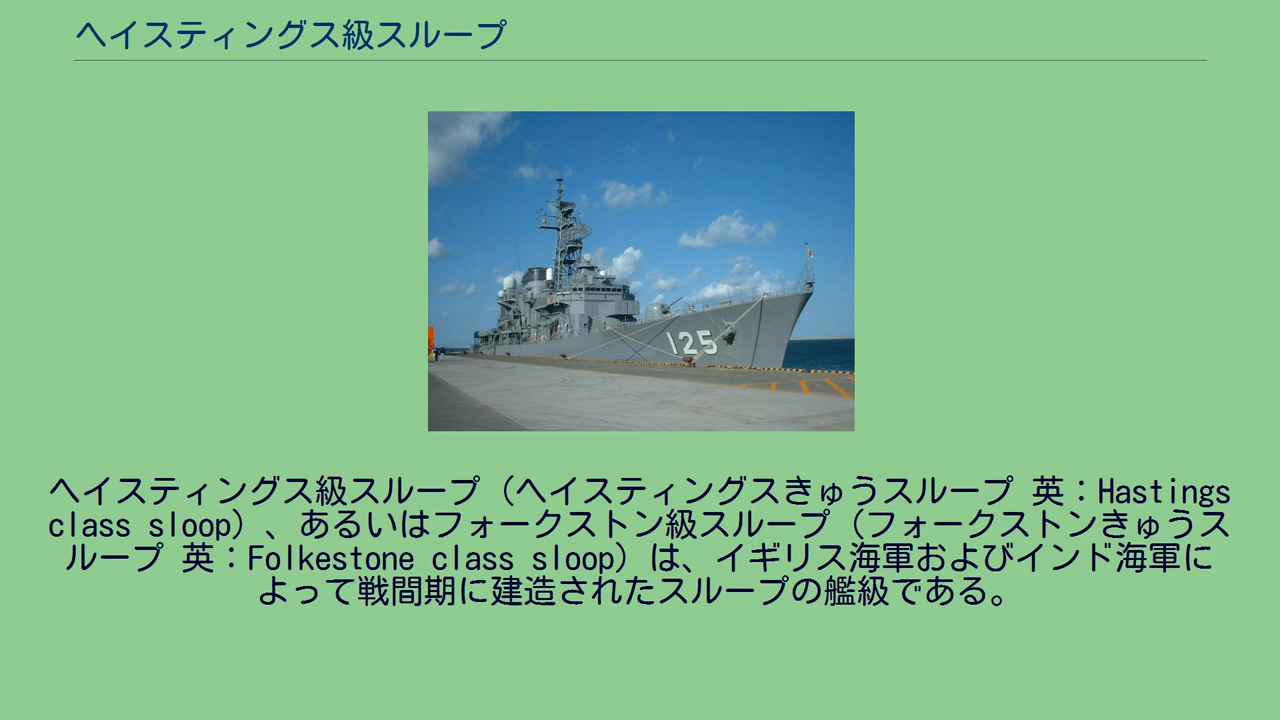 ヘイスティングス級スループ
125
ヘイスティングス級スループ（ヘイスティングスきゅうスループ 英：Hastings
class sloop）、あるいはフォークストン級スループ（フォークストンきゅうス
ループ 英：Folkestone class sloop）は、イギリス海軍およびインド海軍に
よって戦間期に建造されたスループの艦級である。